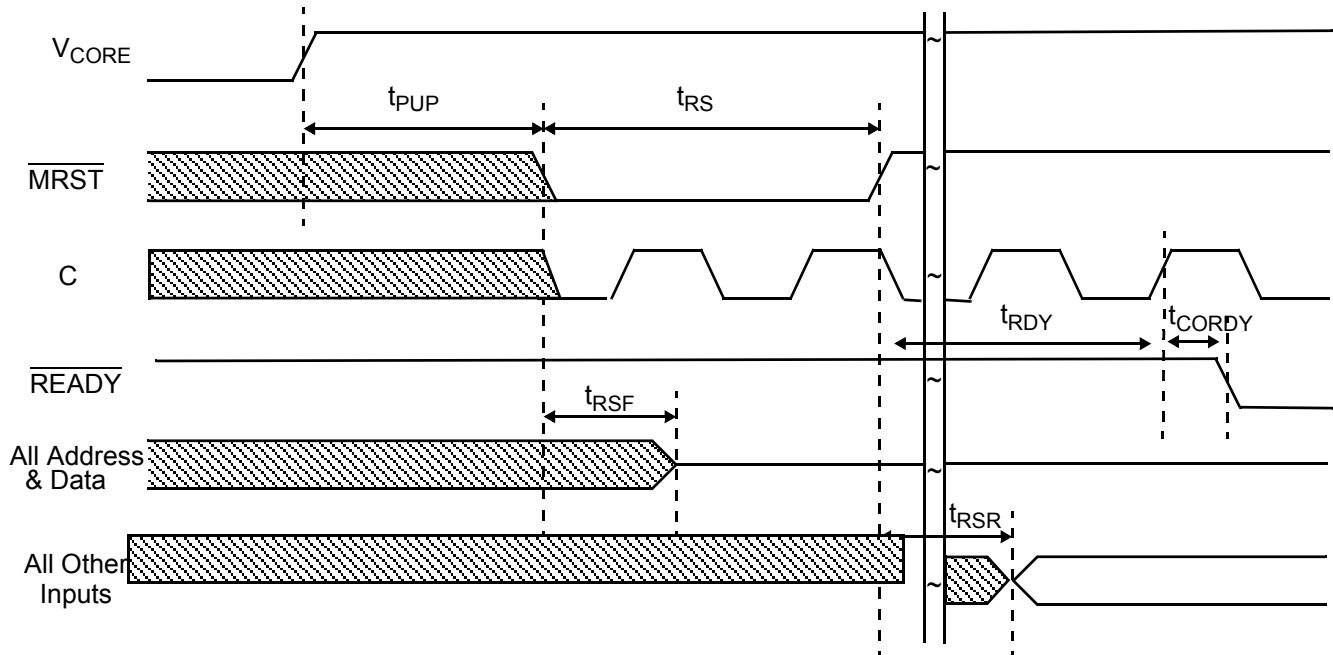 VCORE
tPUP
tRS
MRST
C
tRDY
tCORDY
READY
tRSF
All Address
& Data
tRSR
All Other
Inputs
~
~
~
~
~
~